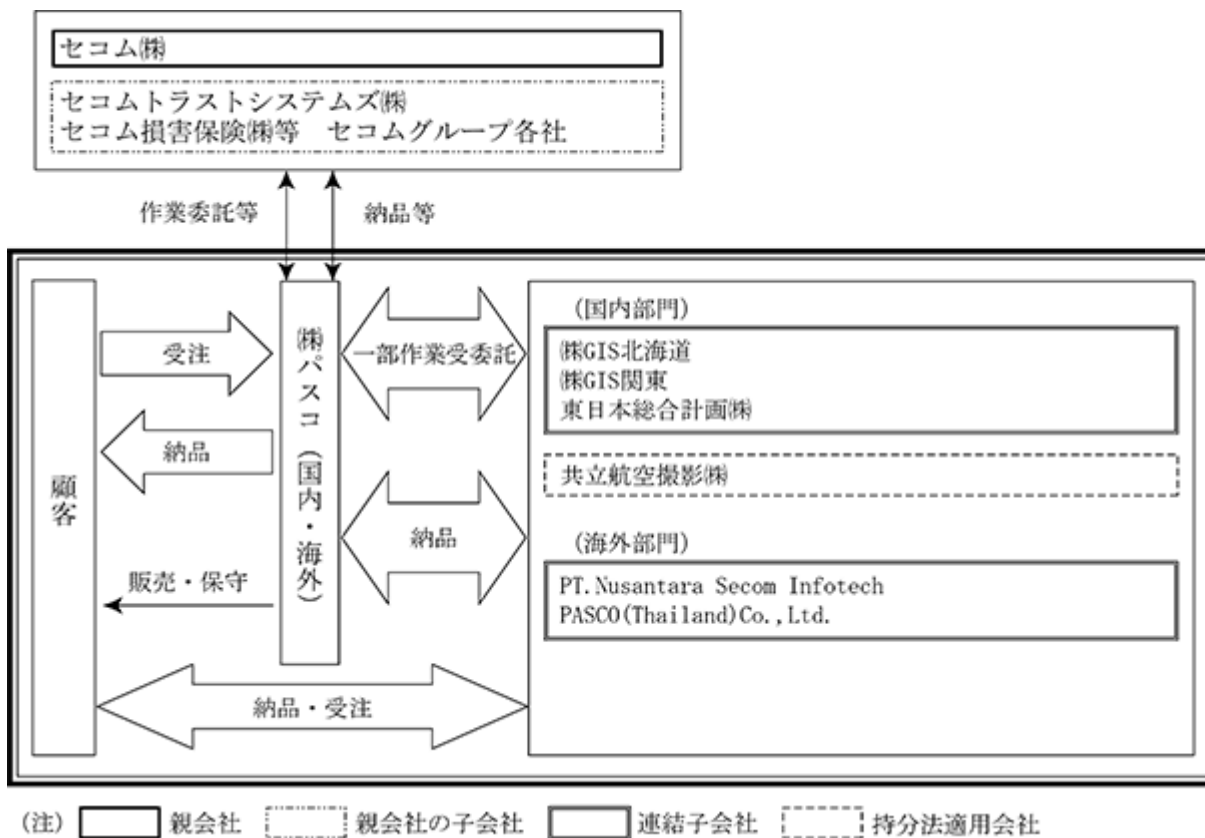 セコム㈱
セコムトラストシステムズ㈱
セコム損害保険㈱等　セコムグループ各社
作業委託等
納品等
顧客
受注
納品
販売・保守
㈱パスコ（国内・海外）
一部作業受委託
納品
納品・受注
(国内部門)
㈱GIS北海道
㈱GIS関東
東日本総合計画㈱
共立航空撮影㈱
(海外部門)
PT.Nusantara Secom Infotech
PASCO(Thailand)Co.,Ltd.
(注)　親会社　親会社の子会社　連結子会社　持分法適用会社